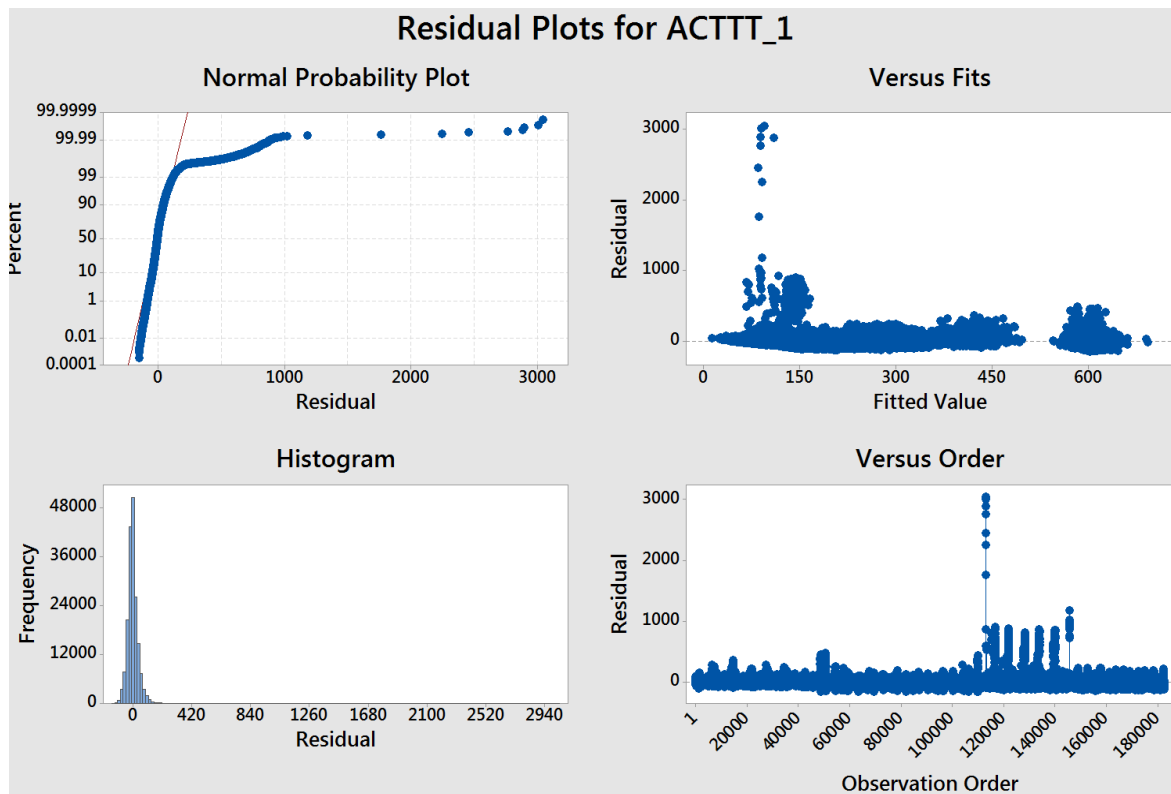 Residual Plots for ACTTT_1
Normal Probability Plot
99.9999
99.99
99
90
50
10
1
0.01
0.0001
Percent
0 1000 2000 3000
Residual
Versus Fits
3000
2000
1000
0
Residual
0 150 300 450 600
Fitted Value
Histogram
48000
36000
24000
12000
0
Frequency
0 420 840 1260 1680 2100 2520 2940
Residual
Versus Order
3000
2000
1000
0
Residual
1 20000 40000 60000 80000 100000 120000 140000 160000 180000
Observation Order